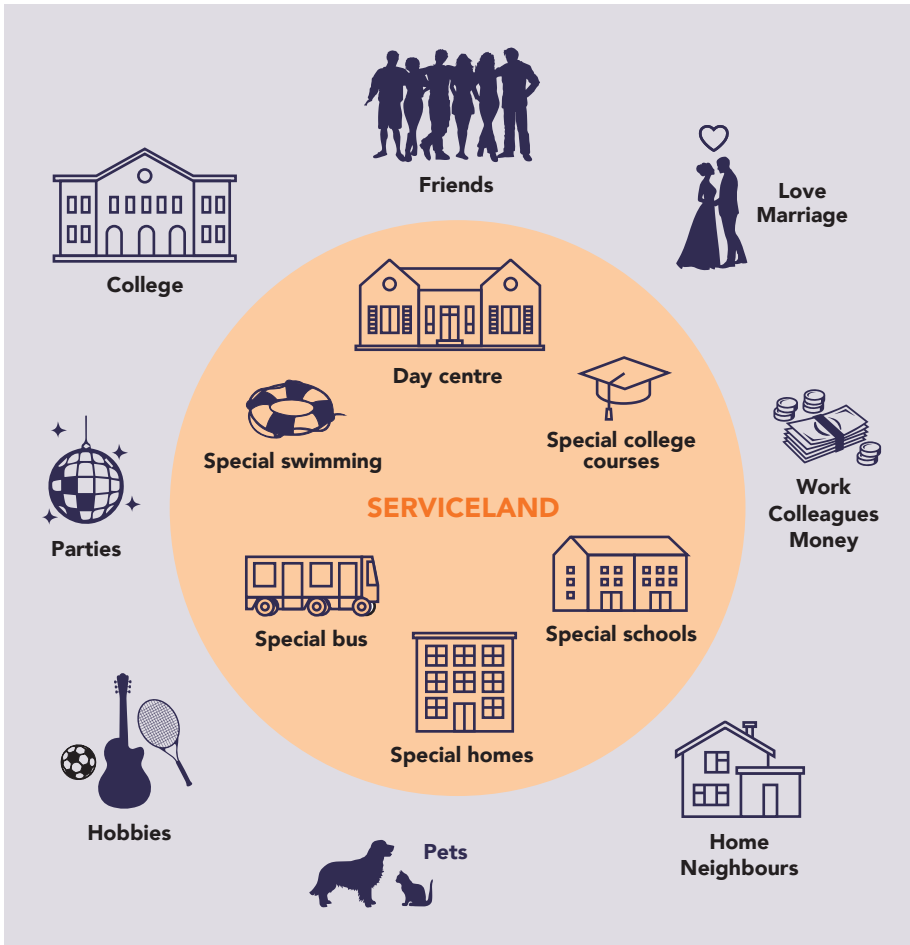 Friends
Love
Marriage
College
Day centre
Special college
courses
Special swimming
SERVICELAND
Work
Colleagues
Money
Parties
Special bus
Special schools
Special homes
Hobbies
Pets
Home
Neighbours